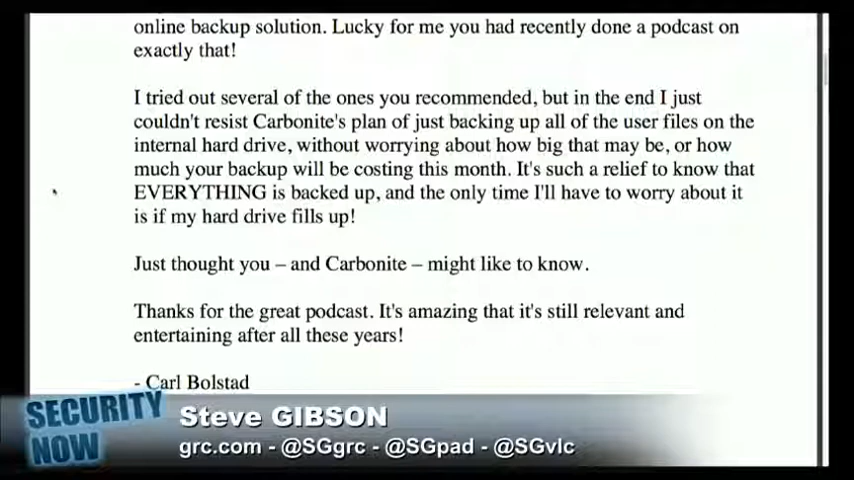 online backup solution. Lucky for me you had recently done a podcast on
exactly that!
I tried out several of the ones you recommended, but in the end I just
couldn't resist Carbonite's plan of just backing up all of the user files on the
internal hard drive, without worrying about how big that may be, or how
much your backup will be costing this month. It's such a relief to know that
EVERYTHING is backed up, and the only time I'll have to worry about it
is if my hard drive fills up!
Just thought you – and Carbonite – might like to know.
Thanks for the great podcast. It's amazing that it's still relevant and
entertaining after all these years!
- Carl Bolstad
SECURITY
NOW
Steve GIBSON
grc.com - @SGgrc - @SGpad - @SGvlc